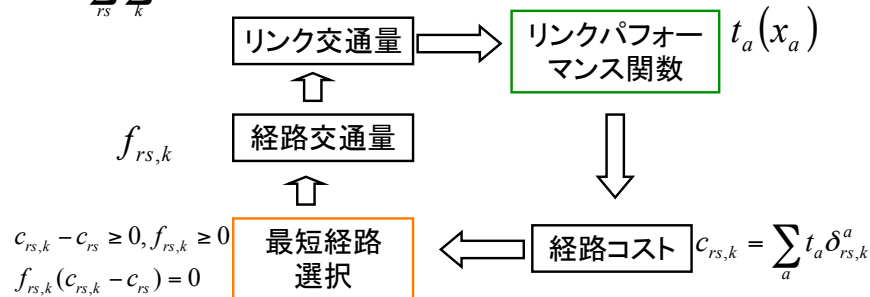 rs k
リンク交通量
リンクパフォー
マンス関数
t_a(x_a)
f_{rs,k}
経路交通量
c_{rs,k} − c_{rs} ≥ 0, f_{rs,k} ≥ 0
f_{rs,k}(c_{rs,k} − c_{rs}) = 0
最短経路
選択
経路コスト
c_{rs,k} = ∑_a t_a δ^a_{rs,k}